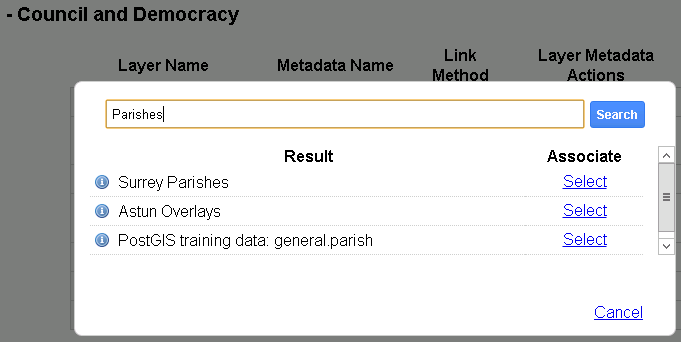 - Council and Democracy
Layer Name Metadata Name Link Method Layer Metadata Actions
Parishes Search
Result Associate
Surrey Parishes Select
Astun Overlays Select
PostGIS training data: general.parish Select
Cancel